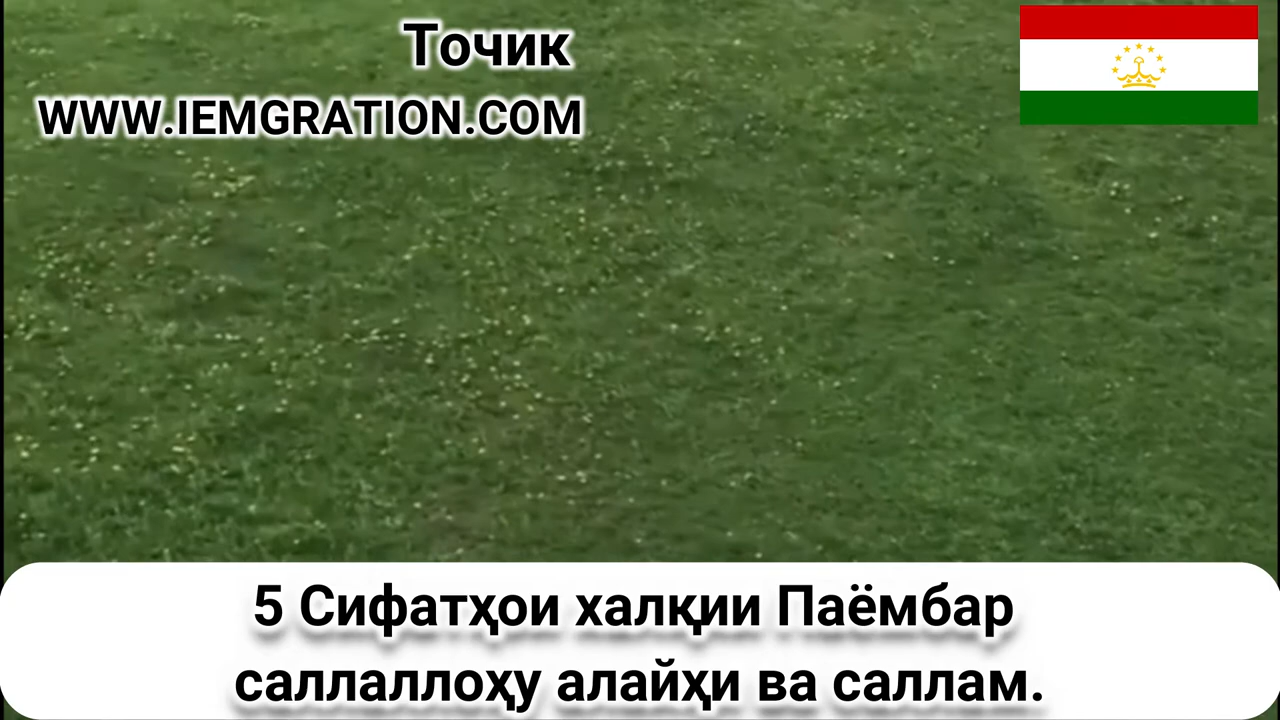 Точик
WWW.IEMGRATION.COM
5 Сифатҳои халқии Паёмбар
саллаллоҳу алайҳи ва саллам.